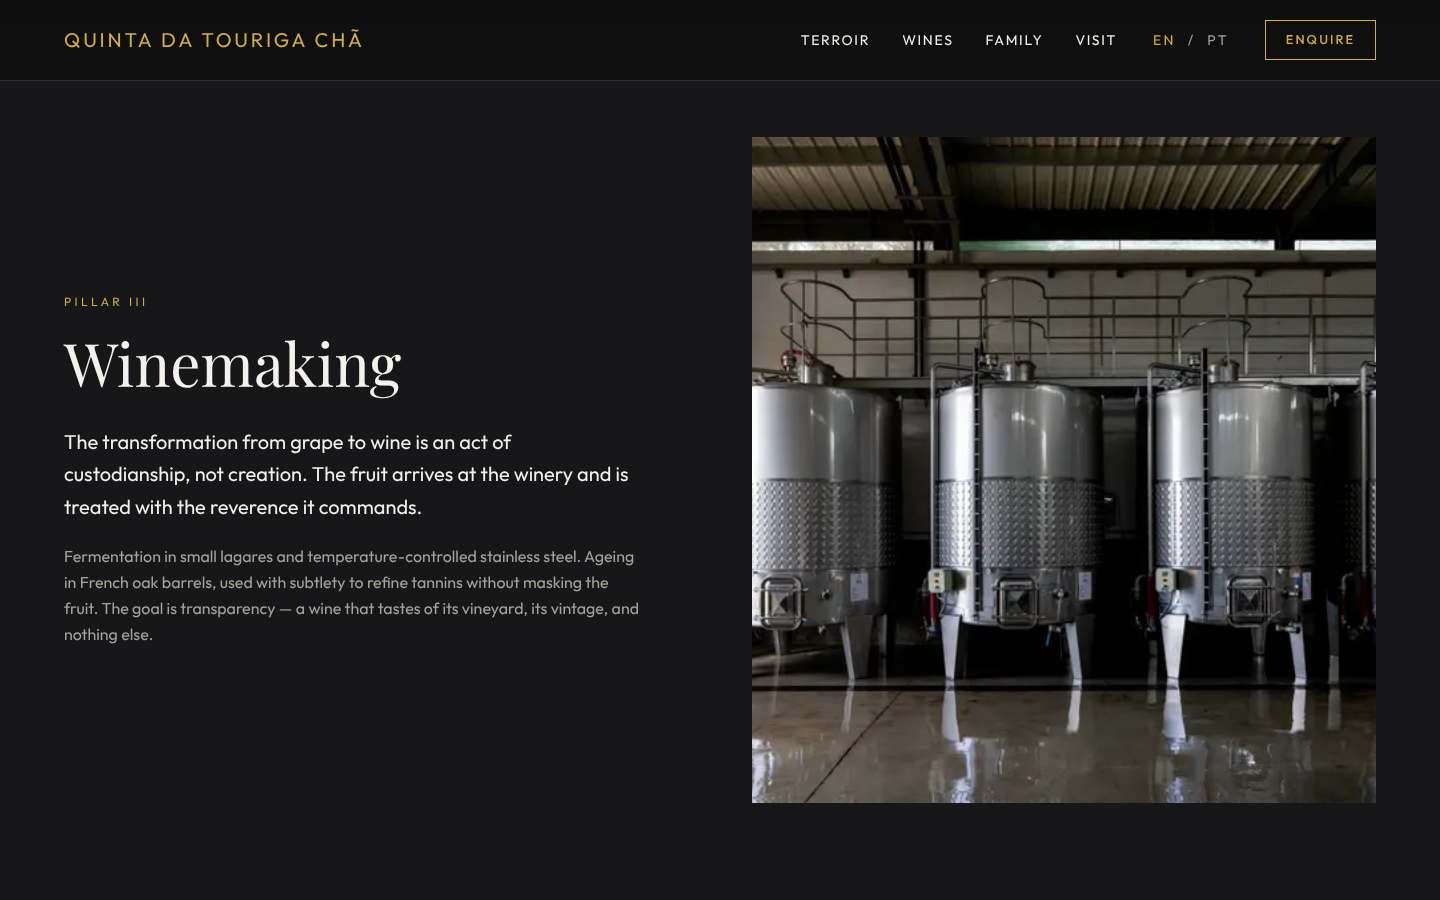 QUINTA DA TOURIGA CHÃ
TERROIR
WINES
FAMILY
VISIT
EN / PT
ENQUIRE
PILLAR III
Winemaking
The transformation from grape to wine is an act of
custodianship, not creation. The fruit arrives at the winery and is
treated with the reverence it commands.
Fermentation in small lagares and temperature-controlled stainless steel. Ageing
in French oak barrels, used with subtlety to refine tannins without masking the
fruit. The goal is transparency — a wine that tastes of its vineyard, its vintage, and
nothing else.